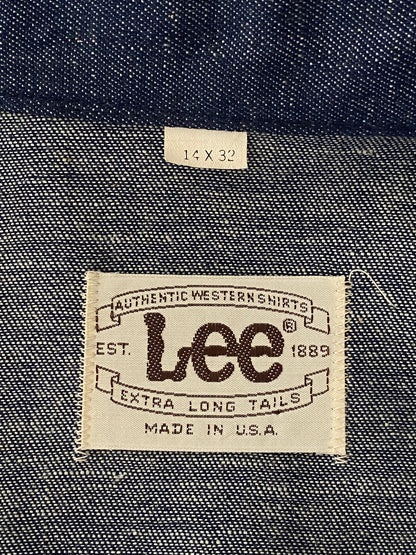 14 X 32
AUTHENTIC WESTERN SHIRTS
Lee®
EST. 1889
EXTRA LONG TAILS
MADE IN U.S.A.